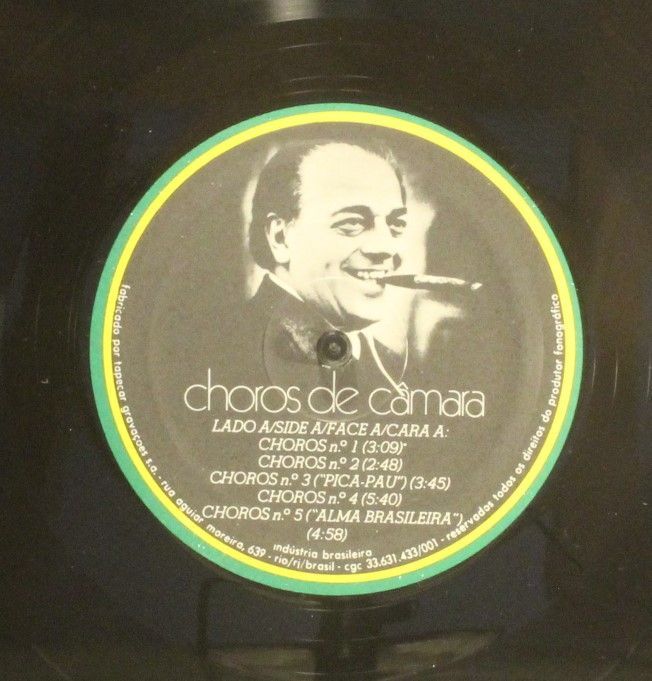 choros de câmara
LADO A/SIDE A/FACE A/CARA A:
CHOROS n.º 1 (3:09)
CHOROS n.º 2 (2:48)
CHOROS n.º 3 ("PICA-PAU") (3:45)
CHOROS n.º 4 (5:40)
CHOROS n.º 5 ("ALMA BRASILEIRA")
(4:58)
indústria brasileira
fabricado por tapecar gravações s.a. - rua aguiar moreira, 639 - rio/rj/brasil - cgc 33.631.433/001 - reservados todos os direitos do produtor fonográfico